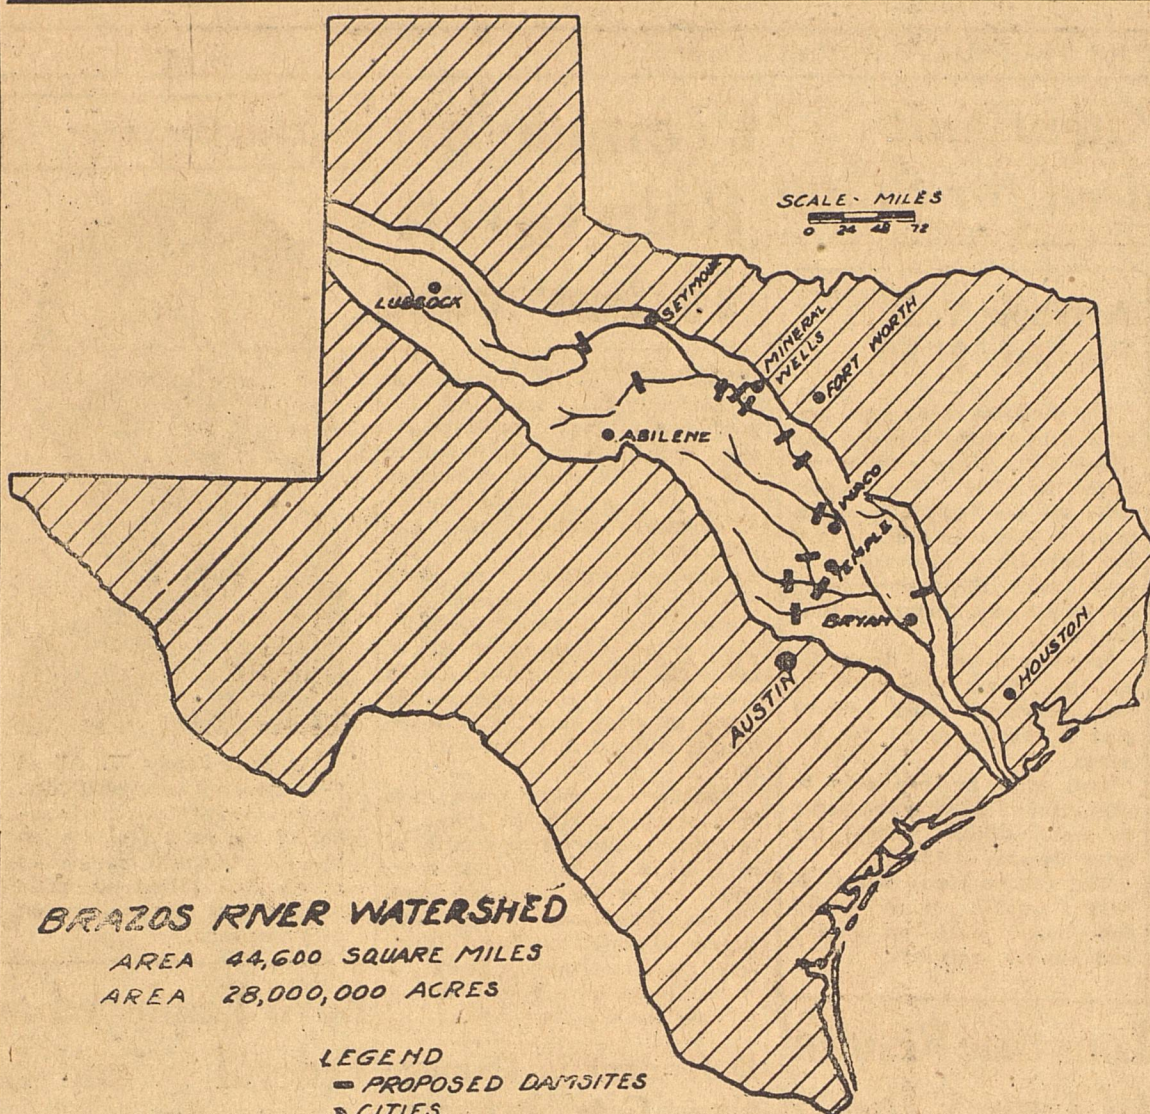 SCALE - MILES
0 24 48 72
LUBBOCK
SEYMOUR
MINERAL
WELLS
FORT WORTH
ABILENE
WACO
TEMPLE
BRYAN
HOUSTON
AUSTIN
BRAZOS RIVER WATERSHED
AREA 44,600 SQUARE MILES
AREA 28,000,000 ACRES
LEGEND
PROPOSED DAMSITES
CITIES